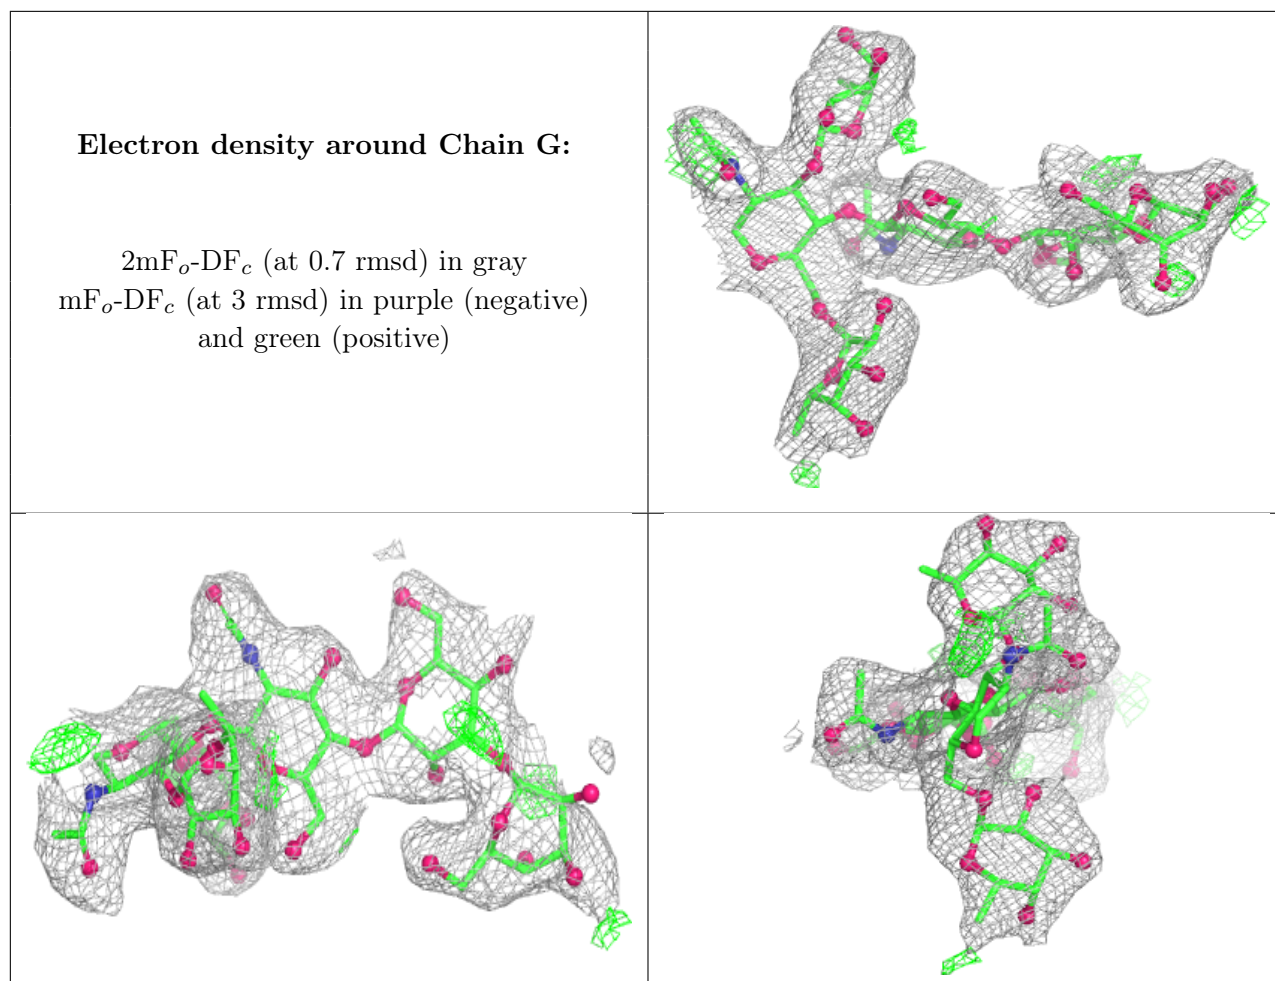 Electron density around Chain G:
2mFₒ-DF𝒸 (at 0.7 rmsd) in gray
mFₒ-DF𝒸 (at 3 rmsd) in purple (negative)
and green (positive)